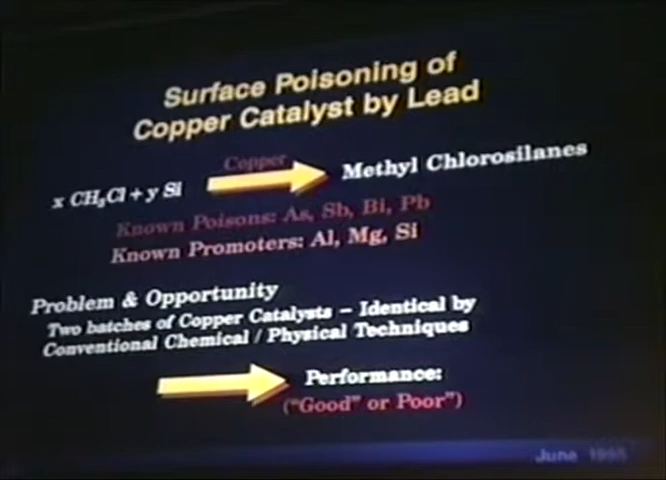 Surface Poisoning of
Copper Catalyst by Lead
Copper
x CH₃Cl + y Si Methyl Chlorosilanes
Known Poisons: As, Sb, Bi, Pb
Known Promoters: Al, Mg, Si
Problem & Opportunity
Two batches of Copper Catalysts – Identical by
Conventional Chemical / Physical Techniques
Performance:
("Good" or Poor")
June